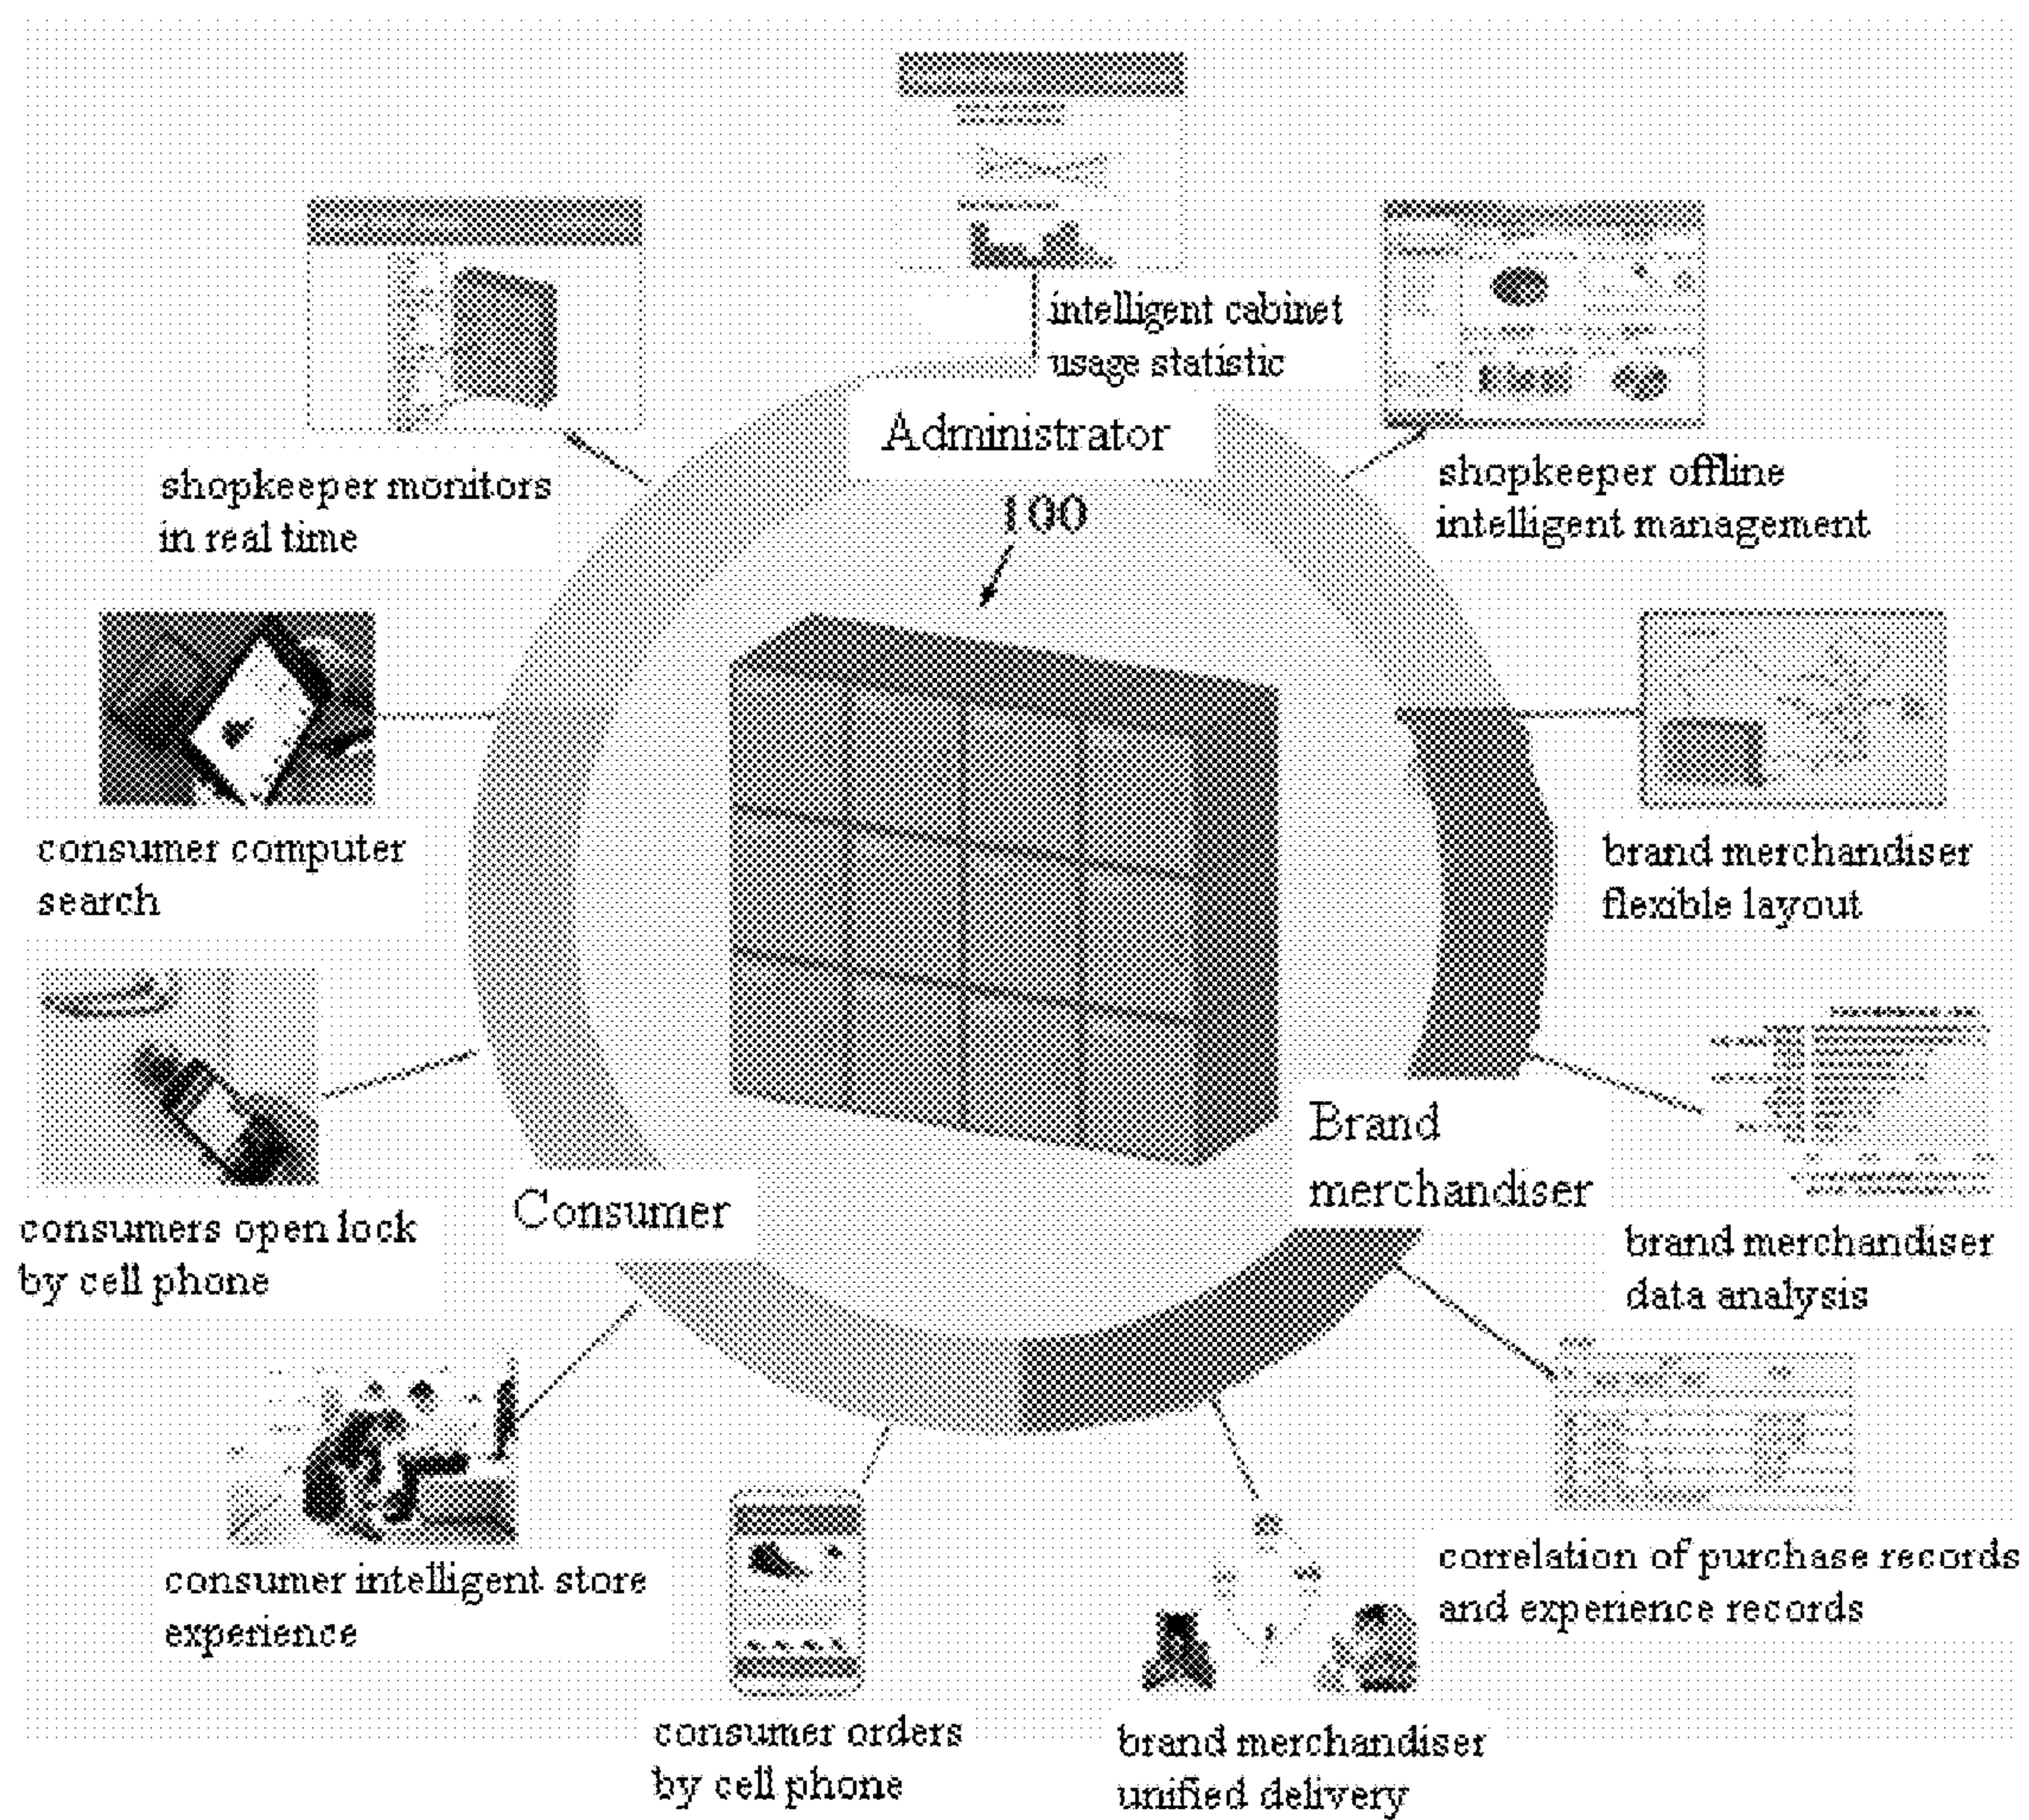 intelligent cabinet
usage statistic
Administrator
100
shopkeeper monitors
in real time
shopkeeper offline
intelligent management
consumer computer
search
brand merchandiser
flexible layout
consumers open lock
by cell phone
Consumer
Brand
merchandiser
brand merchandiser
data analysis
consumer intelligent store
experience
correlation of purchase records
and experience records
consumer orders
by cell phone
brand merchandiser
unified delivery